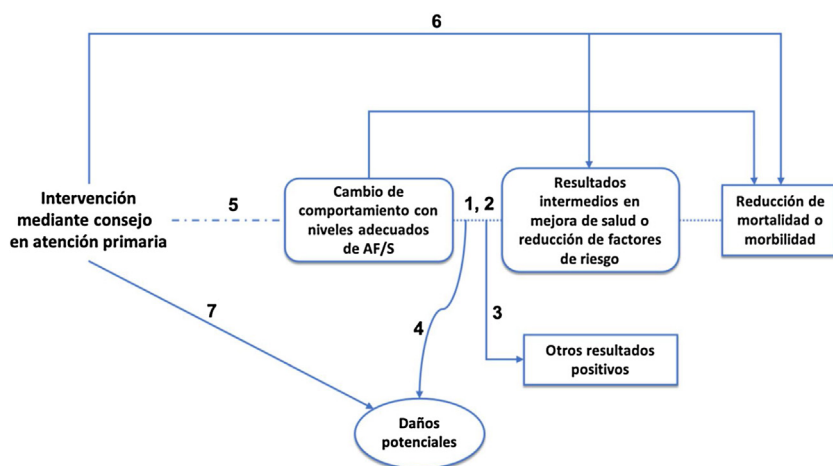 6
Intervención
mediante consejo
en atención primaria
5
Cambio de
comportamiento con
niveles adecuados
de AF/S
1, 2
Resultados
intermedios en
mejora de salud o
reducción de factores
de riesgo
Reducción de
mortalidad o
morbilidad
7
4
3
Otros resultados
positivos
Daños
potenciales